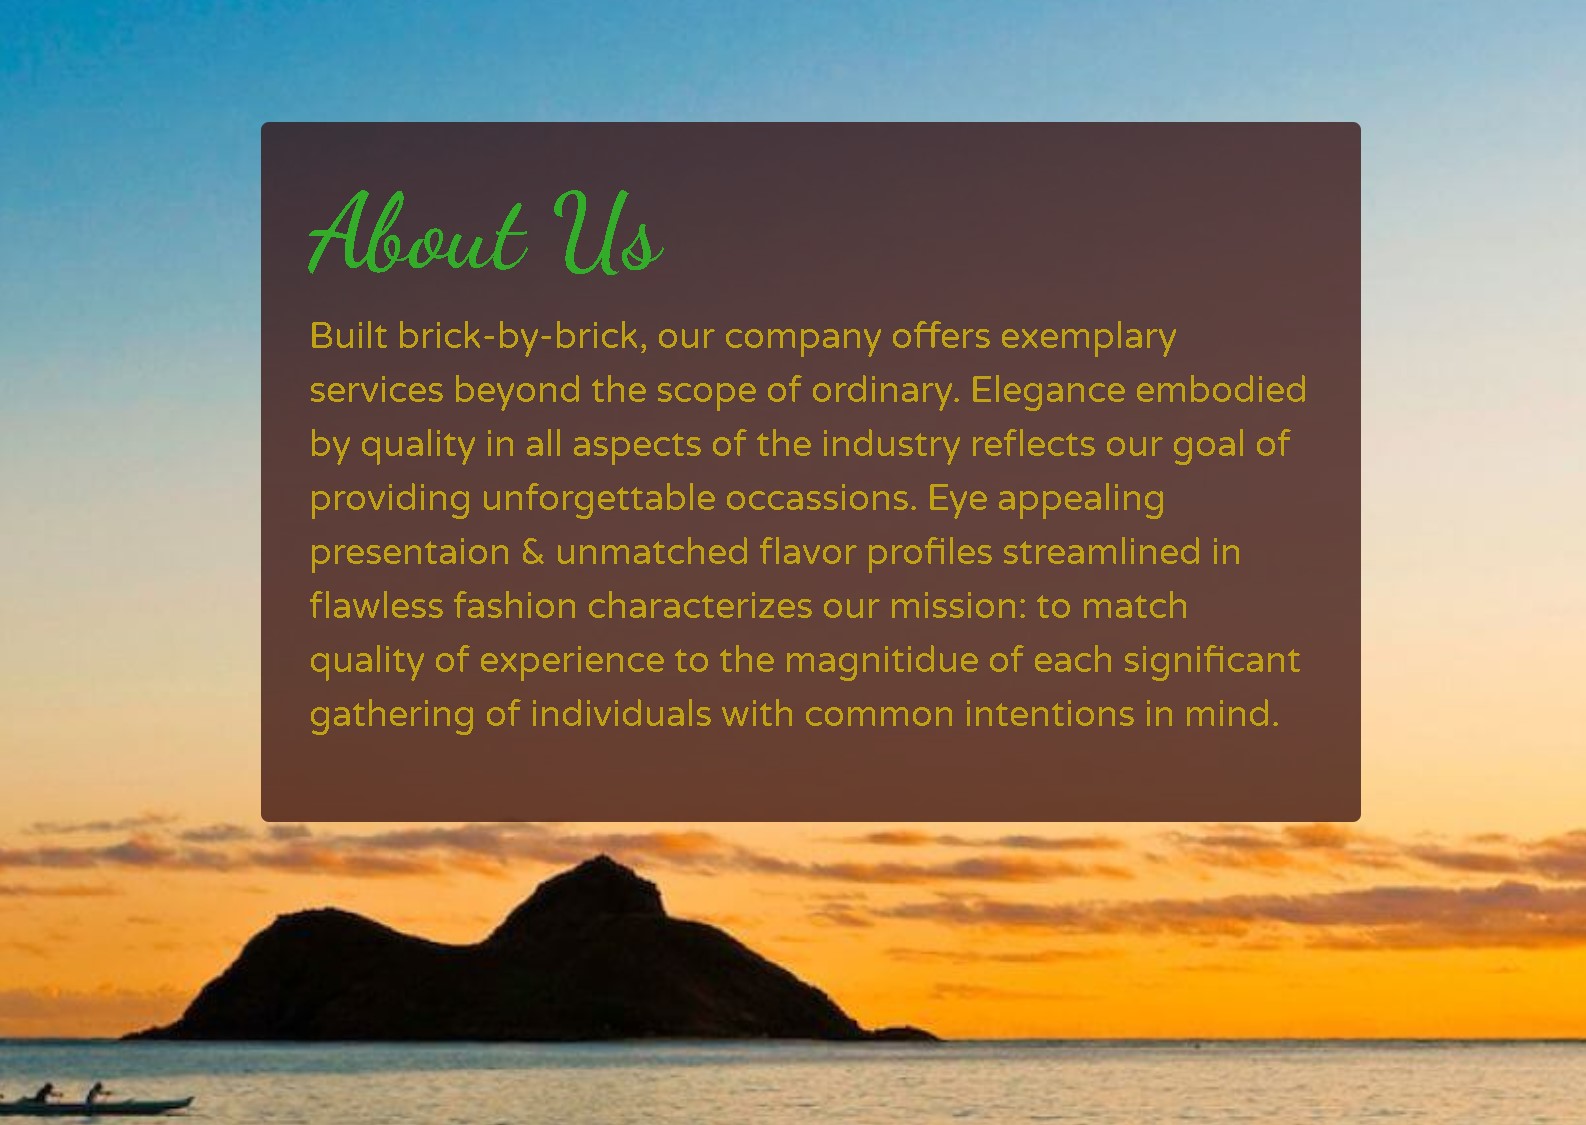 About Us
Built brick-by-brick, our company offers exemplary
services beyond the scope of ordinary. Elegance embodied
by quality in all aspects of the industry reflects our goal of
providing unforgettable occassions. Eye appealing
presentaion & unmatched flavor profiles streamlined in
flawless fashion characterizes our mission: to match
quality of experience to the magnitidue of each significant
gathering of individuals with common intentions in mind.